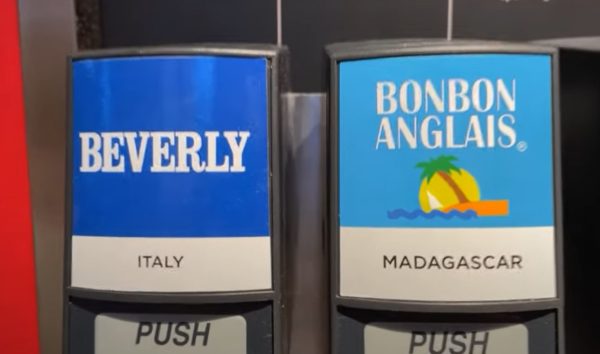 BEVERLY
ITALY
PUSH
BONBON
ANGLAIS®
MADAGASCAR
PUSH